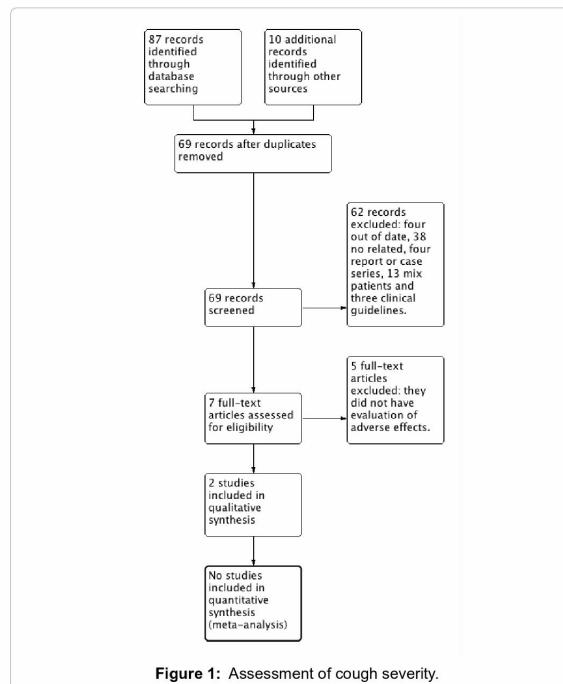 87 records
identified
through
database
searching
10 additional
records
identified
through other
sources
69 records after duplicates
removed
62 records
excluded: four
out of date, 38
no related, four
report or case
series, 13 mix
patients and
three clinical
guidelines.
69 records
screened
5 full-text
articles
excluded: they
did not have
evaluation of
adverse effects.
7 full-text
articles assessed
for eligibility
2 studies
included in
qualitative
synthesis
No studies
included in
quantitative
synthesis
(meta-analysis)
Figure 1: Assessment of cough severity.